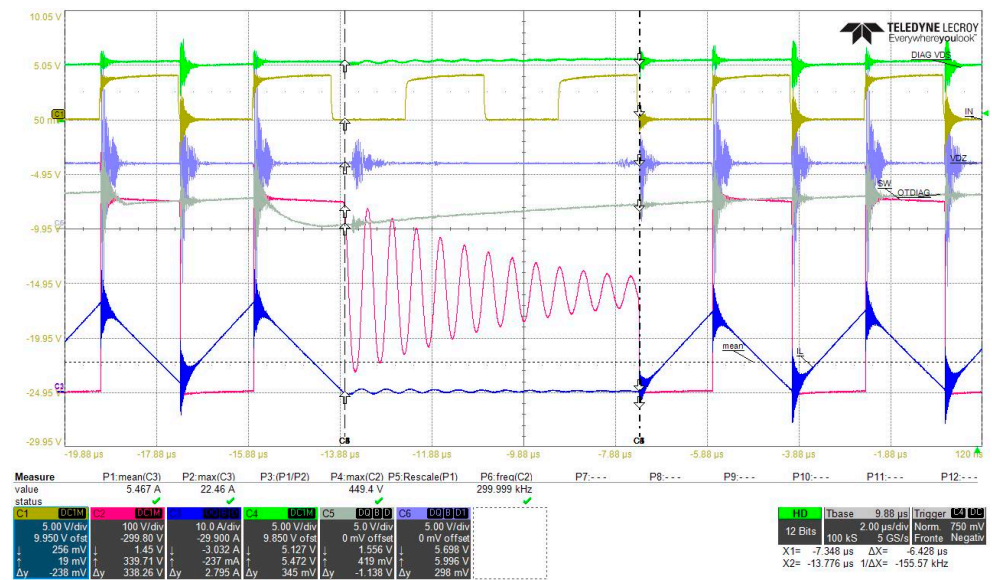 10.05 V
TELEDYNE LECROY
Everywhereyoulook™
DIAG VDS
5.05 V
C1
IN
50 m
VDZ
-4.95 V
SW
OTDIAG
-9.95 V
-14.95 V
-19.95 V
mean
IL
-24.95 V
-29.95 V
-19.88 µs
-17.88 µs
-15.88 µs
-13.88 µs
-11.88 µs
-9.88 µs
-7.88 µs
-5.88 µs
-3.88 µs
-1.88 µs
120 ns
Measure P1:mean(C3) P2:max(C3) P3:(P1/P2) P4:max(C2) P5:Rescale(P1) P6:freq(C2) P7:--- P8:--- P9:--- P10:--- P11:--- P12:---
value 5.467 A 22.46 A 449.4 V 299.999 kHz
status
C1 DC1M
5.00 V/div
9.950 V ofst
↓ 256 mV
↑ 19 mV
Δy -238 mV
C2 DC1M
100 V/div
-299.80 V
↓ 1.45 V
↑ 339.71 V
Δy 338.26 V
10.0 A/div
-29.900 A
↓ -3.032 A
↑ -237 mA
Δy 2.795 A
C4 DC1M
5.00 V/div
9.850 V ofst
↓ 5.127 V
↑ 5.472 V
Δy 345 mV
C5
5.0 V/div
0 mV offset
↓ 1.556 V
↑ 419 mV
Δy -1.138 V
C6
5.00 V/div
0 mV offset
↓ 5.698 V
↑ 5.996 V
Δy 298 mV
HD
12 Bits
Tbase 9.88 µs
2.00 µs/div
100 kS 5 GS/s
Trigger C4 DC
Norm. 750 mV
Fronte Negativ
X1= -7.348 µs ΔX= -6.428 µs
X2= -13.776 µs 1/ΔX= -155.57 kHz